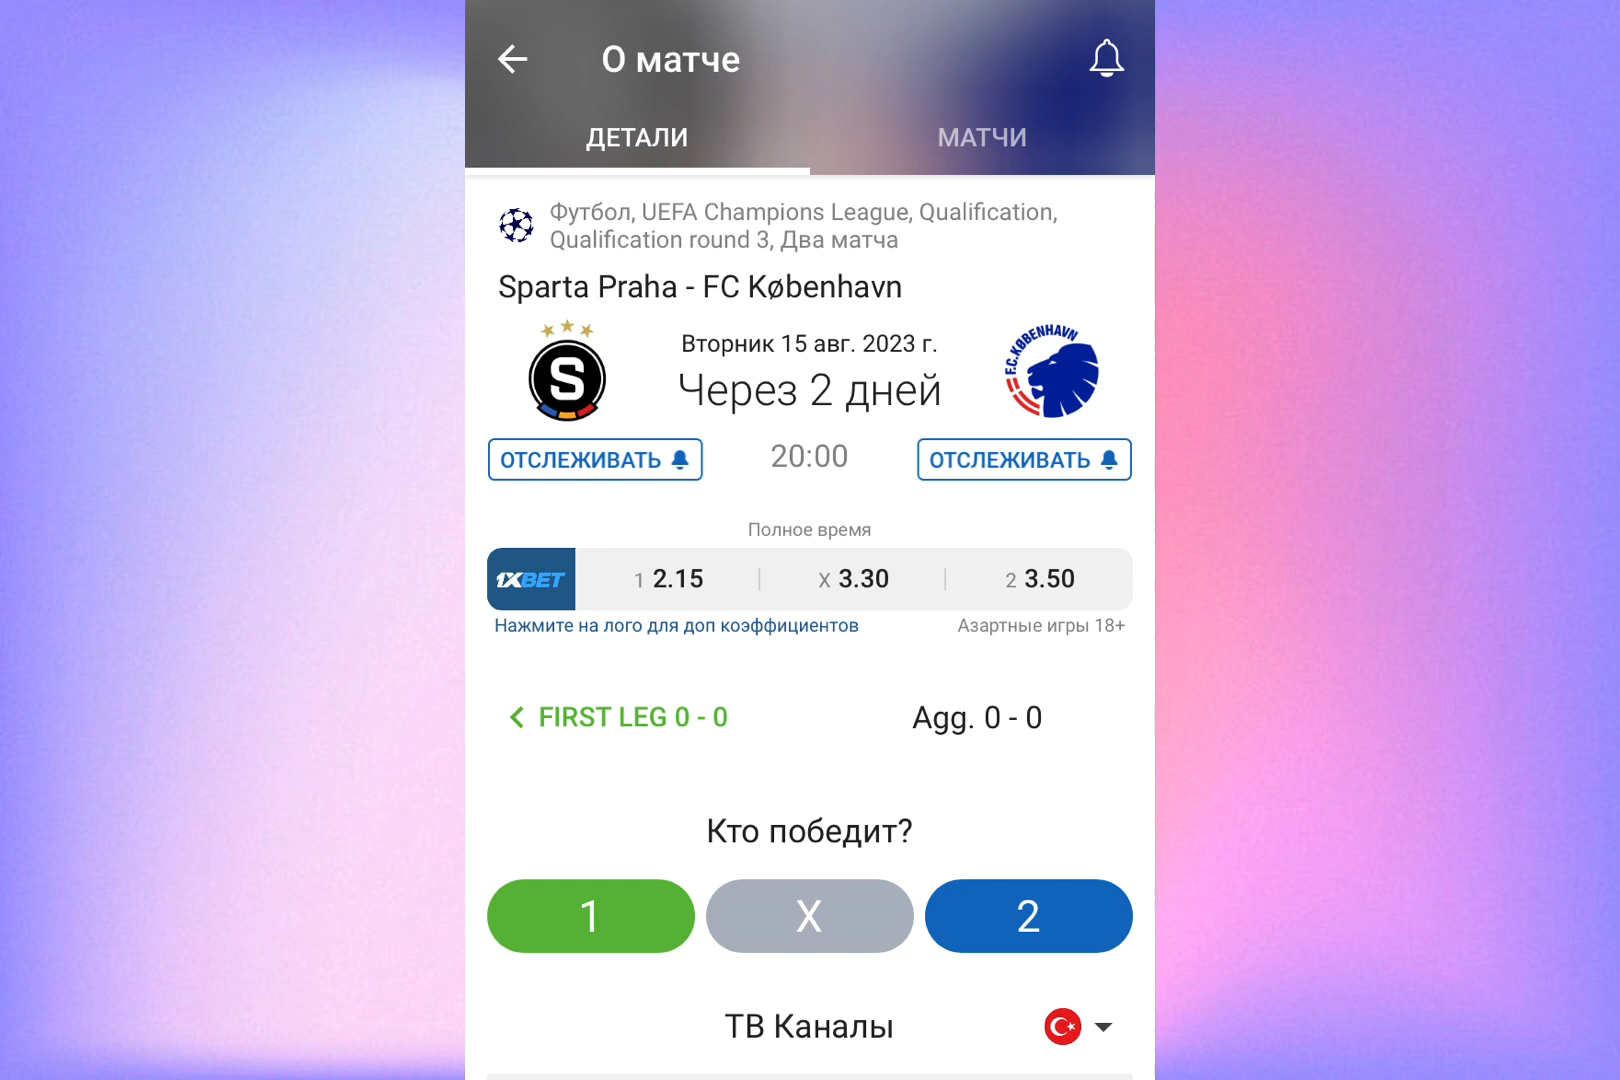 О матче
ДЕТАЛИ
МАТЧИ
Футбол, UEFA Champions League, Qualification,
Qualification round 3, Два матча
Sparta Praha - FC København
S
F.C.KØBENHAVN
Вторник 15 авг. 2023 г.
Через 2 дней
ОТСЛЕЖИВАТЬ
20:00
ОТСЛЕЖИВАТЬ
Полное время
1XBET
1 2.15
X 3.30
2 3.50
Нажмите на лого для доп коэффициентов
Азартные игры 18+
FIRST LEG 0 - 0
Agg. 0 - 0
Кто победит?
1
X
2
ТВ Каналы